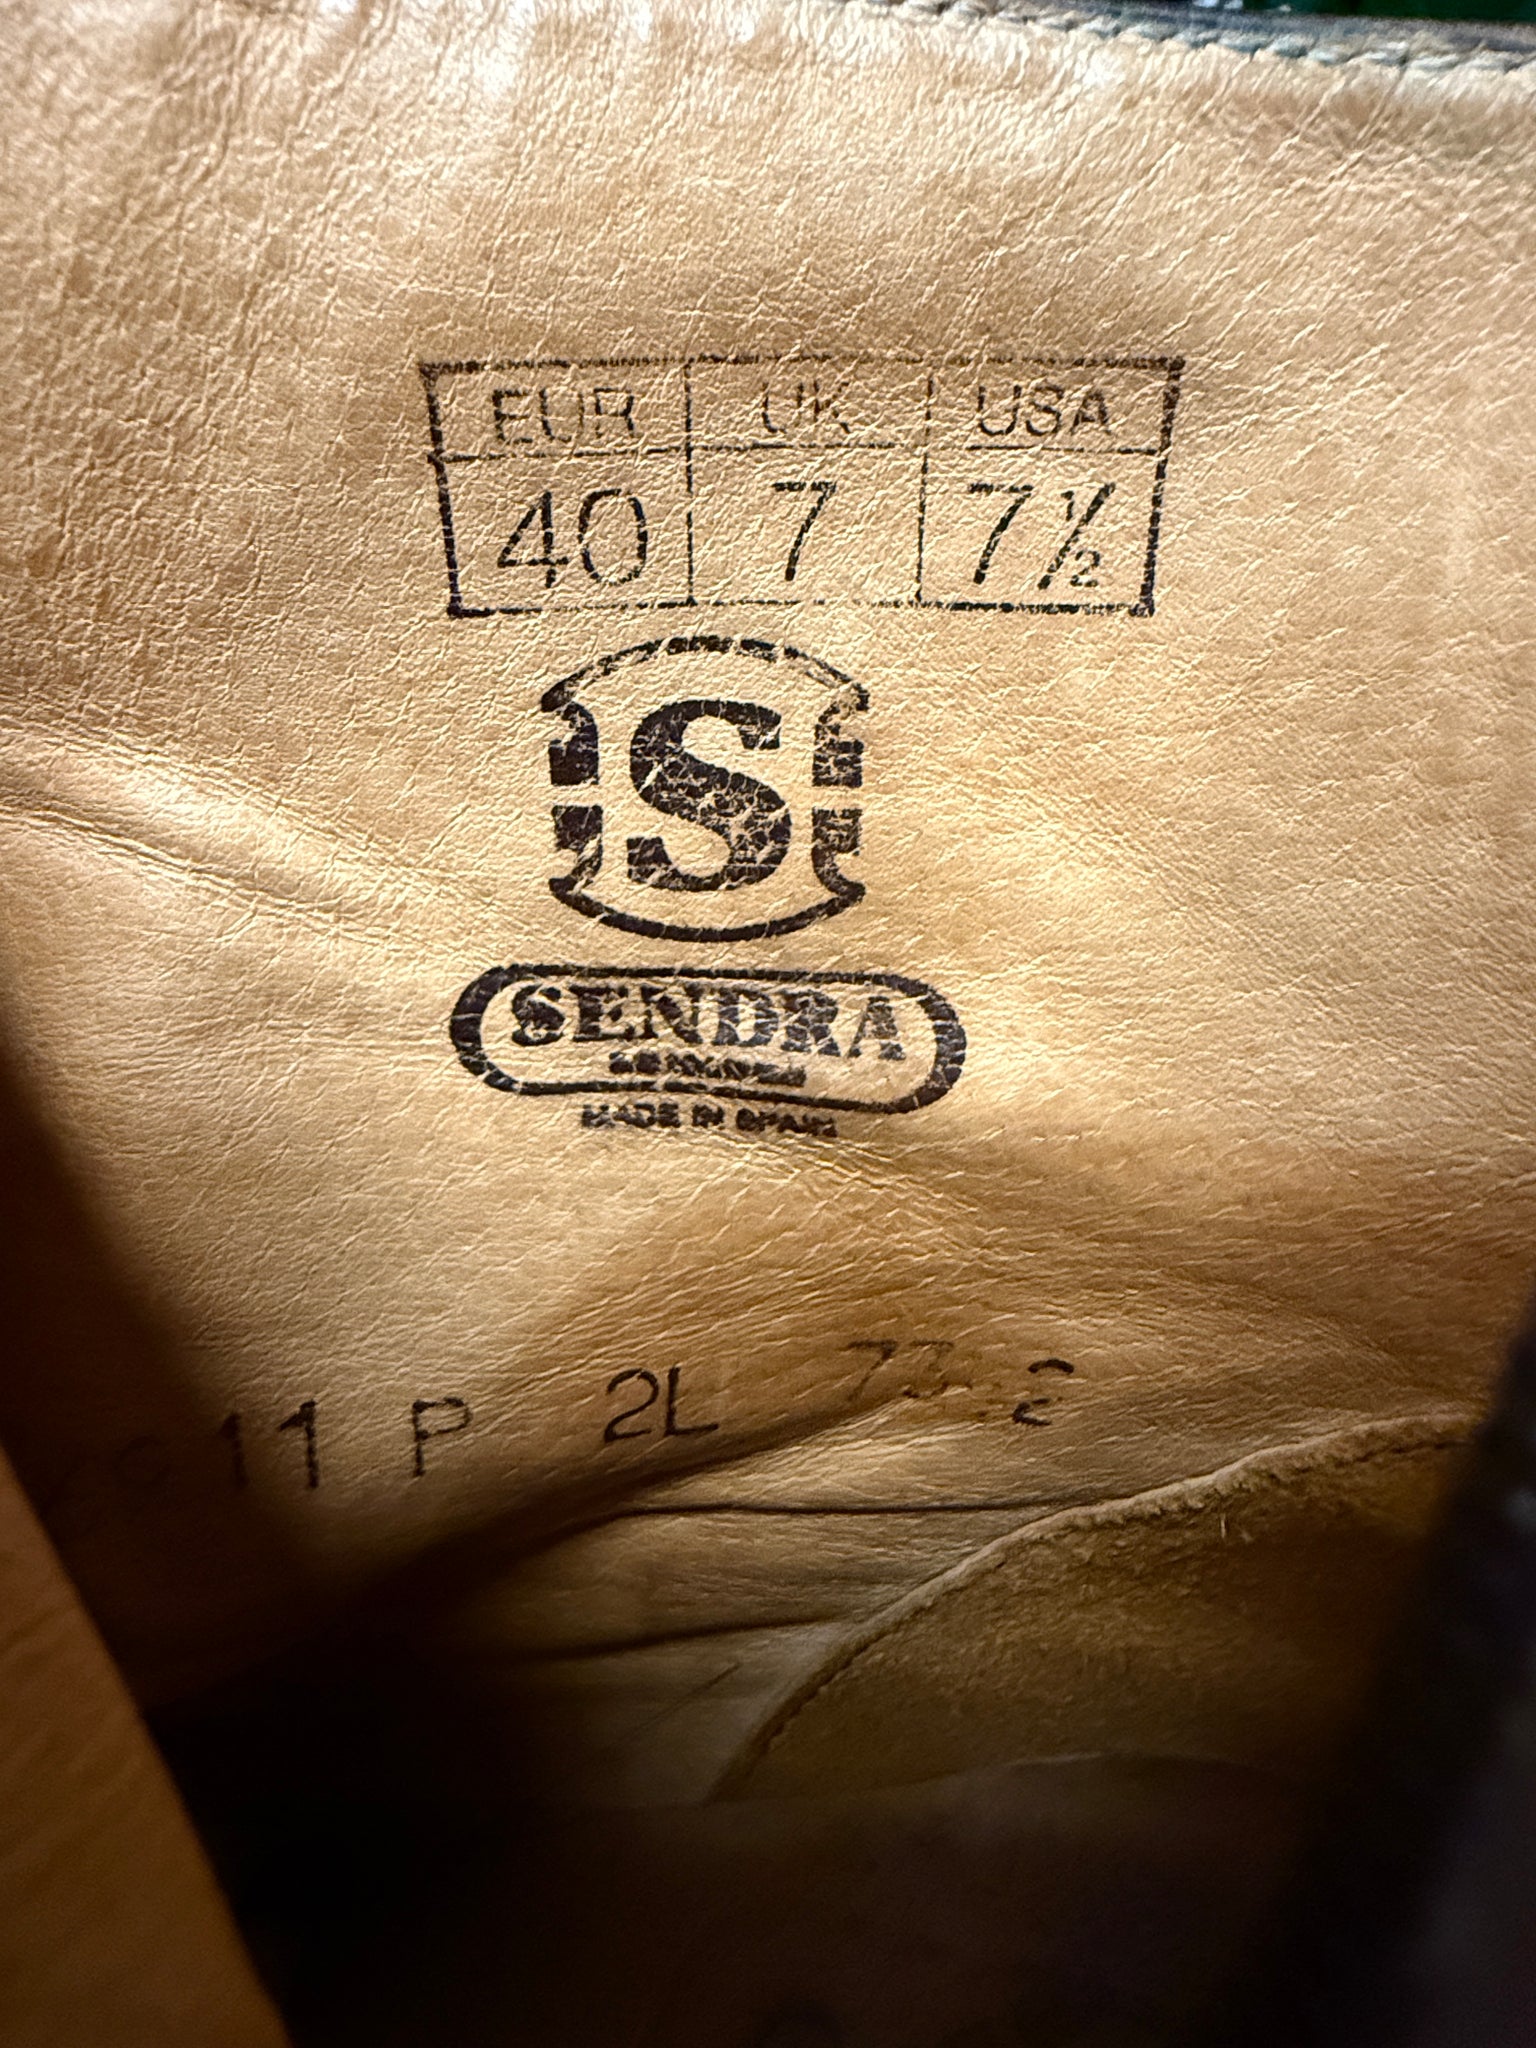 EUR UK USA
40 7 7½
S
SENDRA
MADE IN SPAIN
11 P 2L